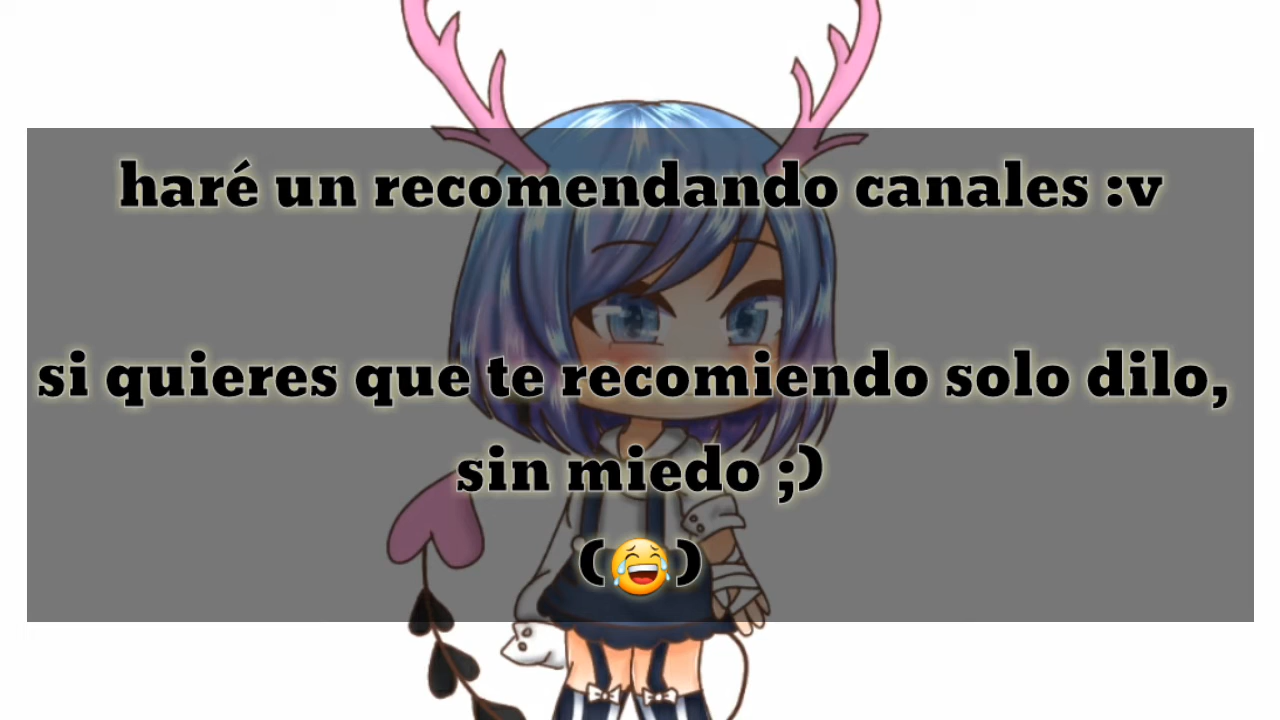 haré un recomendando canales :v
si quieres que te recomiendo solo dilo,
sin miedo ;)
(😂)